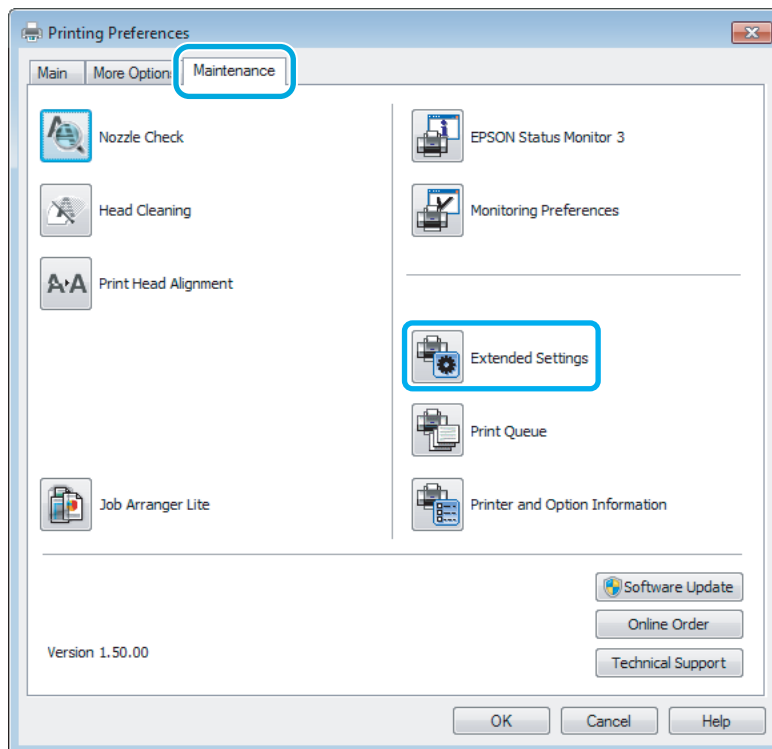 Printing Preferences
Main
More Option
Maintenance
Nozzle Check
Head Cleaning
A▸A
Print Head Alignment
Job Arranger Lite
EPSON Status Monitor 3
Monitoring Preferences
Extended Settings
Print Queue
Printer and Option Information
Version 1.50.00
Software Update
Online Order
Technical Support
OK
Cancel
Help